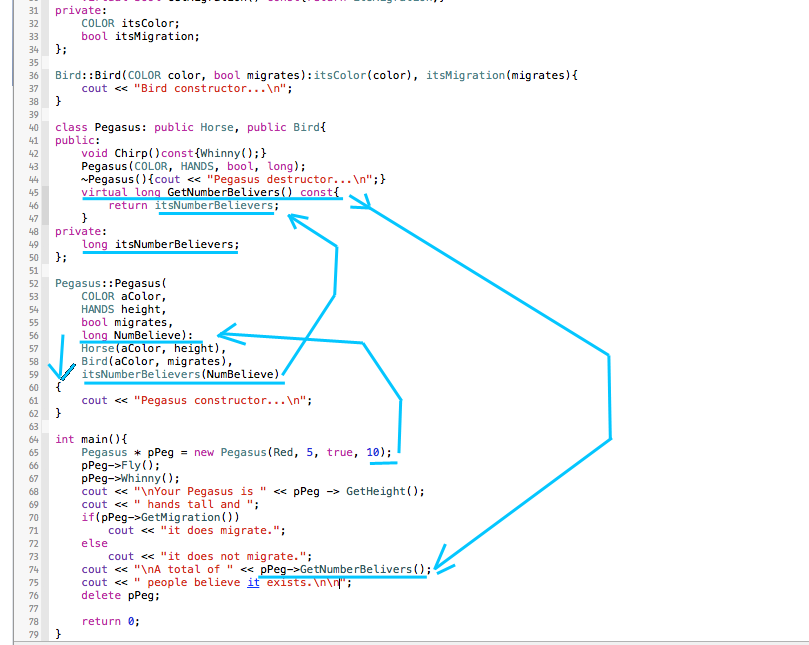 31 private:
32     COLOR itsColor;
33     bool itsMigration;
34 };
35
36 Bird::Bird(COLOR color, bool migrates):itsColor(color), itsMigration(migrates){
37     cout << "Bird constructor...\n";
38 }
39
40 class Pegasus: public Horse, public Bird{
41 public:
42     void Chirp()const{Whinny();}
43     Pegasus(COLOR, HANDS, bool, long);
44     ~Pegasus(){cout << "Pegasus destructor...\n";}
45     virtual long GetNumberBelivers() const{
46         return itsNumberBelievers;
47     }
48 private:
49     long itsNumberBelievers;
50 };
51
52 Pegasus::Pegasus(
53     COLOR aColor,
54     HANDS height,
55     bool migrates,
56     long NumBelieve):
57     Horse(aColor, height),
58     Bird(aColor, migrates),
59     itsNumberBelievers(NumBelieve)
60 {
61     cout << "Pegasus constructor...\n";
62 }
63
64 int main(){
65     Pegasus * pPeg = new Pegasus(Red, 5, true, 10);
66     pPeg->Fly();
67     pPeg->Whinny();
68     cout << "\nYour Pegasus is " << pPeg -> GetHeight();
69     cout << " hands tall and ";
70     if(pPeg->GetMigration())
71         cout << "it does migrate.";
72     else
73         cout << "it does not migrate.";
74     cout << "\nA total of " << pPeg->GetNumberBelivers();
75     cout << " people believe it exists.\n\n";
76     delete pPeg;
77
78     return 0;
79 }